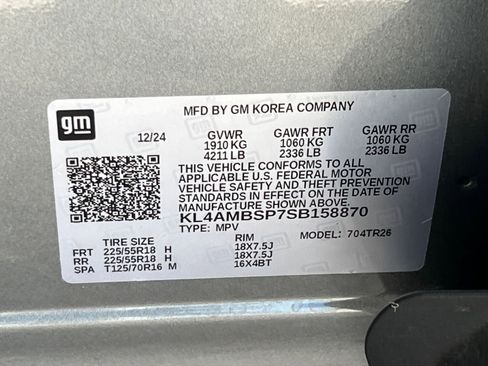 gm
MFD BY GM KOREA COMPANY
12/24 GVWR GAWR FRT GAWR RR
1910 KG 1060 KG 1060 KG
4211 LB 2336 LB 2336 LB
THIS VEHICLE CONFORMS TO ALL
APPLICABLE U.S. FEDERAL MOTOR
VEHICLE SAFETY AND THEFT PREVENTION
STANDARDS IN EFFECT ON THE DATE OF
MANUFACTURE SHOWN ABOVE.
KL4AMBSP7SB158870
TYPE: MPV MODEL: 704TR26
TIRE SIZE RIM
FRT 225/55R18 H 18X7.5J
RR 225/55R18 H 18X7.5J
SPA T125/70R16 M 16X4BT